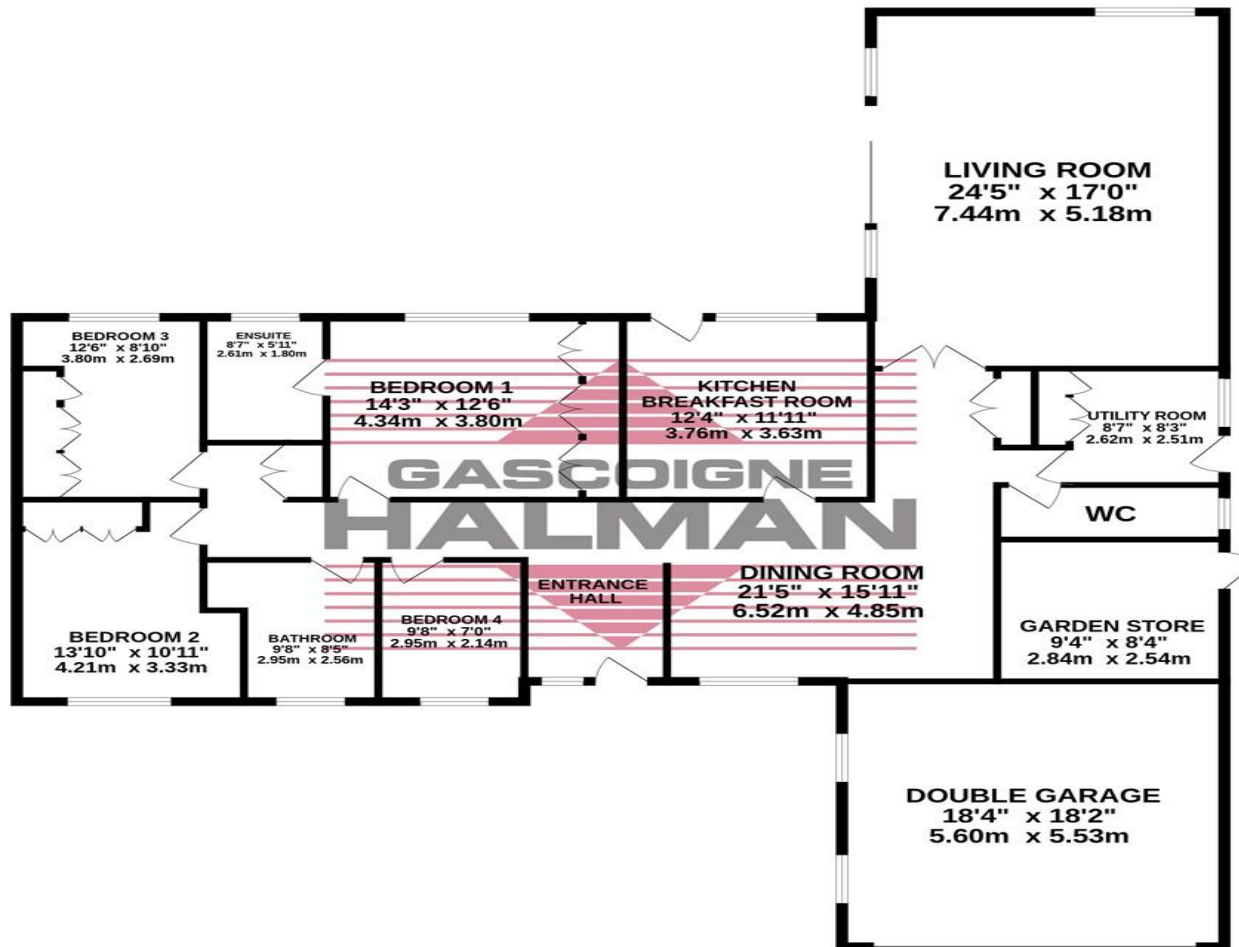 LIVING ROOM
24'5" x 17'0"
7.44m x 5.18m
BEDROOM 3
12'6" x 8'10"
3.80m x 2.69m
ENSUITE
8'7" x 5'11"
2.61m x 1.80m
BEDROOM 1
14'3" x 12'6"
4.34m x 3.80m
KITCHEN
BREAKFAST ROOM
12'4" x 11'11"
3.76m x 3.63m
UTILITY ROOM
8'7" x 8'3"
2.62m x 2.51m
GASCOIGNE
HALMAN
WC
ENTRANCE
HALL
DINING ROOM
21'5" x 15'11"
6.52m x 4.85m
BEDROOM 2
13'10" x 10'11"
4.21m x 3.33m
BATHROOM
9'8" x 8'5"
2.95m x 2.56m
BEDROOM 4
9'8" x 7'0"
2.95m x 2.14m
GARDEN STORE
9'4" x 8'4"
2.84m x 2.54m
DOUBLE GARAGE
18'4" x 18'2"
5.60m x 5.53m